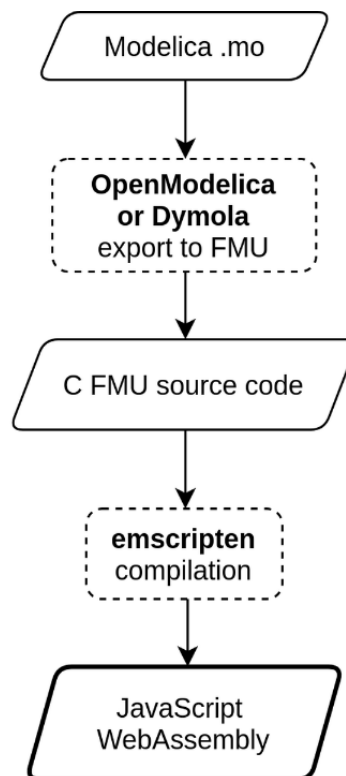 Modelica .mo
OpenModelica
or Dymola
export to FMU
C FMU source code
emscripten
compilation
JavaScript
WebAssembly